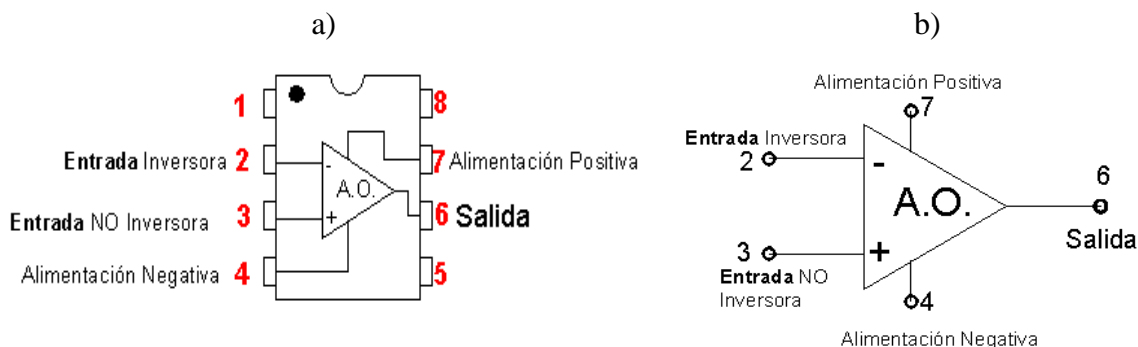 a)
1
8
Entrada Inversora 2
7 Alimentación Positiva
-
A.O.
+
Entrada NO Inversora 3
6 Salida
Alimentación Negativa 4
5
b)
Alimentación Positiva
7
Entrada Inversora
2
-
A.O.
6
Salida
3
+
Entrada NO
Inversora
4
Alimentación Negativa